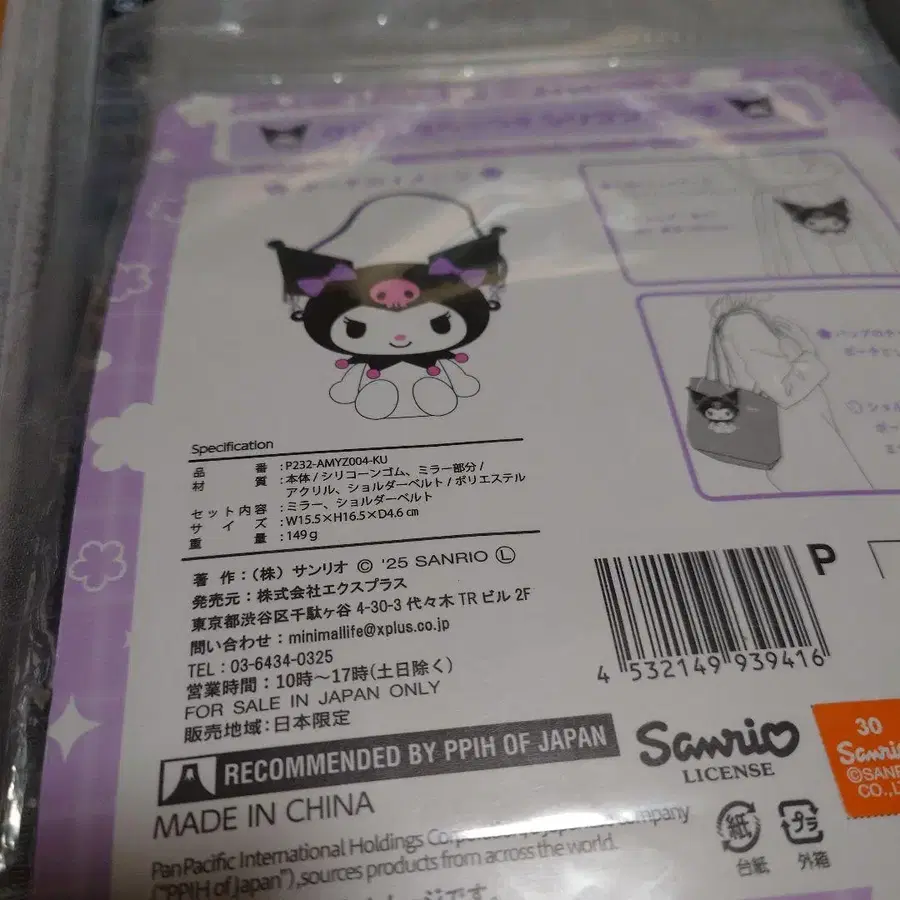 Specification
品 番 : P232-AMYZ004-KU
材 質 : 本体 / シリコーンゴム、ミラー部分 /
アクリル、ショルダーベルト / ポリエステル
セット内容 : ミラー、ショルダーベルト
サイズ : W15.5×H16.5×D4.6 ㎝
重 量 : 149 g
著 作 : (株) サンリオ © '25 SANRIO Ⓛ
発売元 : 株式会社エクスプラス
東京都渋谷区千駄ヶ谷 4-30-3 代々木 TR ビル 2F
問い合わせ : minimallife@xplus.co.jp
TEL : 03-6434-0325
営業時間 : 10時〜17時(土日除く)
FOR SALE IN JAPAN ONLY
販売地域 : 日本限定
RECOMMENDED BY PPIH OF JAPAN
MADE IN CHINA
Pan Pacific International Holdings
("PPIH of Japan"),sources products from across the world.
P
4 532149 939416
Sanrio
LICENSE
30
Sanrio
紙
台紙
プラ
外箱